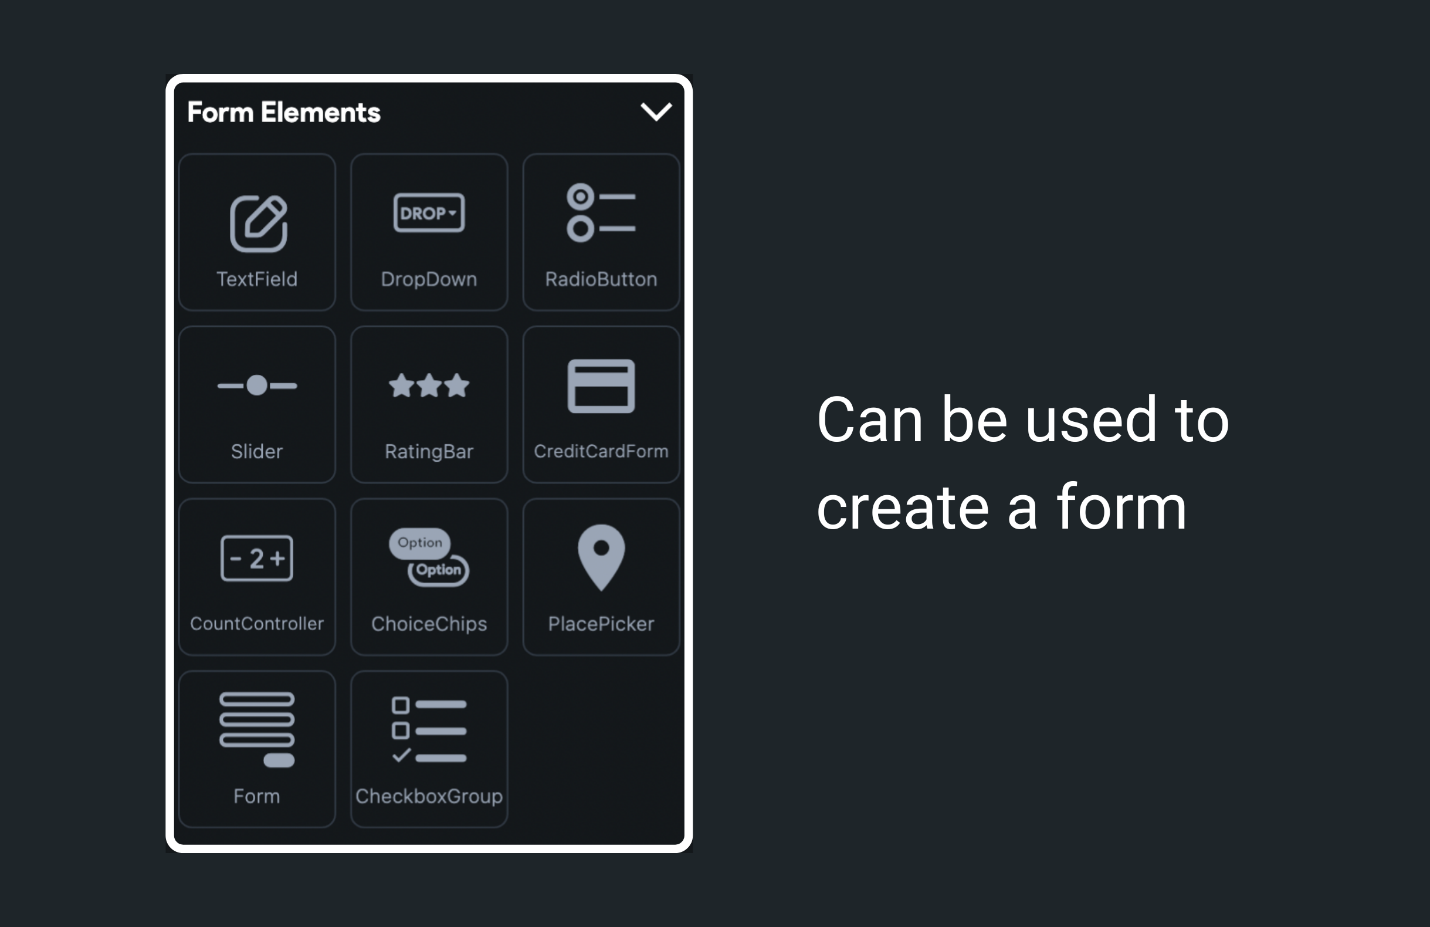 Form Elements
DROP
TextField DropDown RadioButton
Slider RatingBar CreditCardForm
Option
- 2 + Option
CountController ChoiceChips PlacePicker
Form CheckboxGroup
Can be used to
create a form